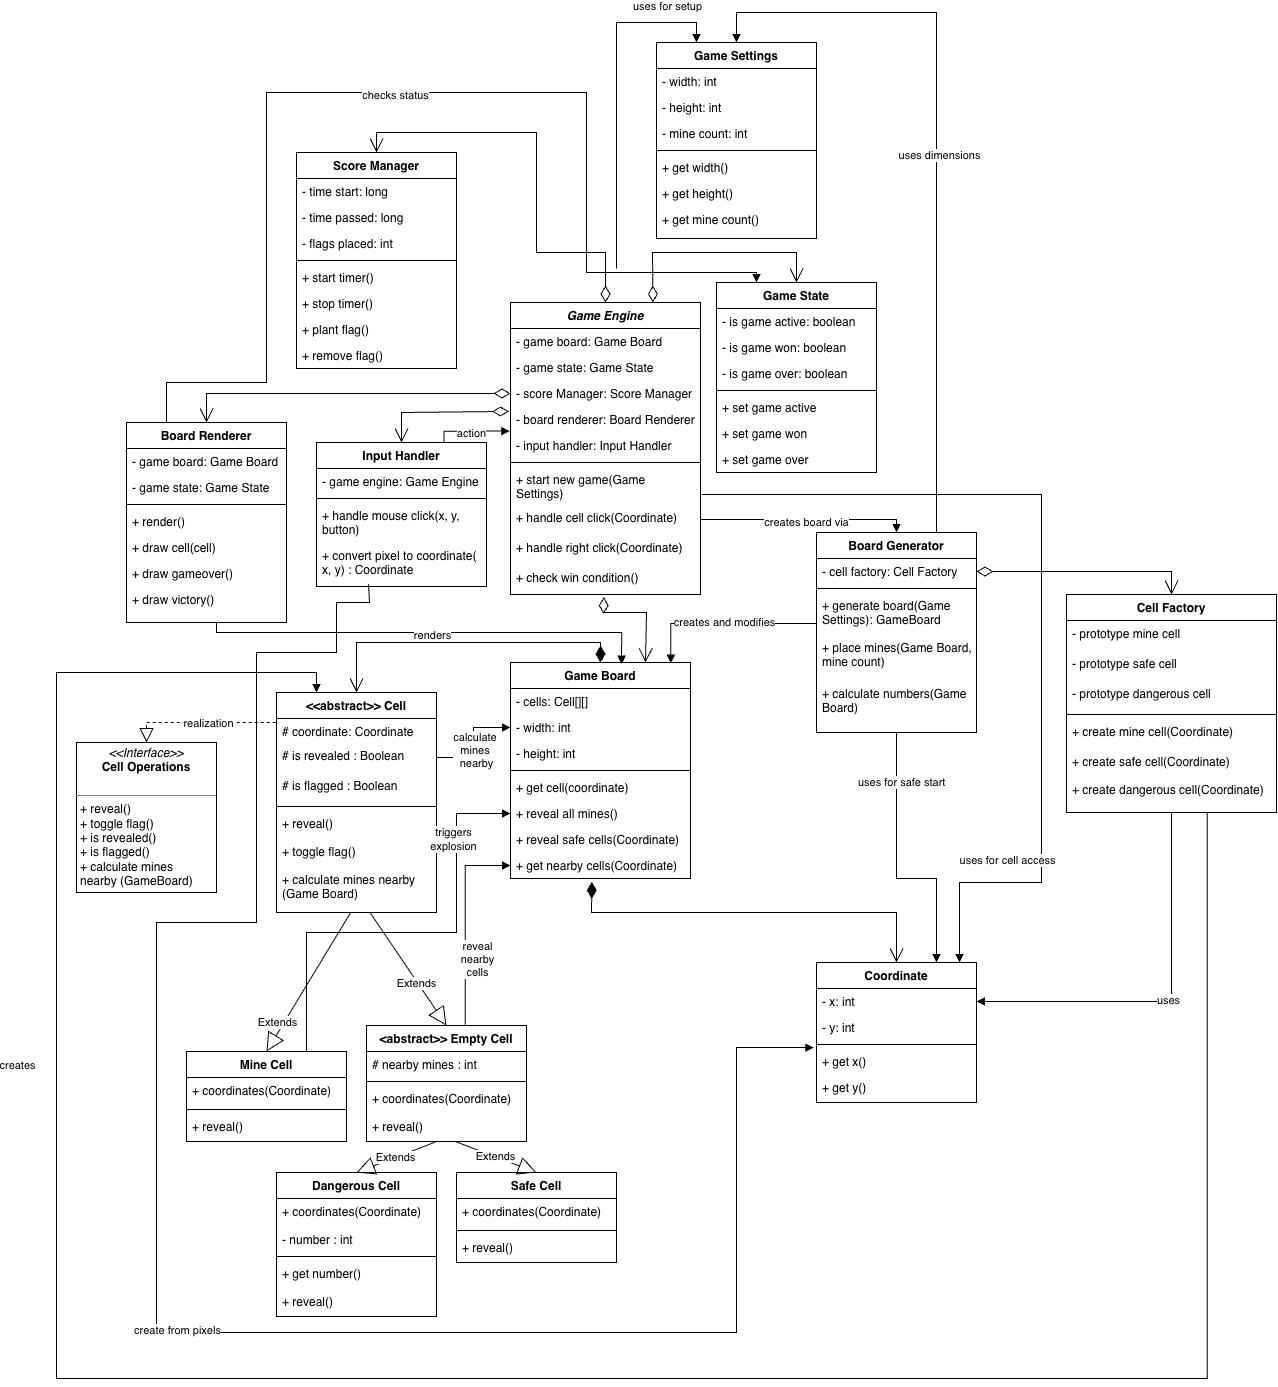 uses for setup
Game Settings
- width: int
- height: int
- mine count: int
+ get width()
+ get height()
+ get mine count()
checks status
uses dimensions
Score Manager
- time start: long
- time passed: long
- flags placed: int
+ start timer()
+ stop timer()
+ plant flag()
+ remove flag()
Game State
- is game active: boolean
- is game won: boolean
- is game over: boolean
+ set game active
+ set game won
+ set game over
Game Engine
- game board: Game Board
- game state: Game State
- score Manager: Score Manager
- board renderer: Board Renderer
- input handler: Input Handler
+ start new game(Game
Settings)
+ handle cell click(Coordinate)
+ handle right click(Coordinate)
+ check win condition()
Board Renderer
- game board: Game Board
- game state: Game State
+ render()
+ draw cell(cell)
+ draw gameover()
+ draw victory()
action
Input Handler
- game engine: Game Engine
+ handle mouse click(x, y,
button)
+ convert pixel to coordinate(
x, y) : Coordinate
creates board via
Board Generator
- cell factory: Cell Factory
+ generate board(Game
Settings): GameBoard
+ place mines(Game Board,
mine count)
+ calculate numbers(Game
Board)
Cell Factory
- prototype mine cell
- prototype safe cell
- prototype dangerous cell
+ create mine cell(Coordinate)
+ create safe cell(Coordinate)
+ create dangerous cell(Coordinate)
creates and modifies
renders
Game Board
- cells: Cell[][]
- width: int
- height: int
+ get cell(coordinate)
+ reveal all mines()
+ reveal safe cells(Coordinate)
+ get nearby cells(Coordinate)
<<abstract>> Cell
# coordinate: Coordinate
# is revealed : Boolean
# is flagged : Boolean
+ reveal()
+ toggle flag()
+ calculate mines nearby
(Game Board)
realization
<<Interface>>
Cell Operations
+ reveal()
+ toggle flag()
+ is revealed()
+ is flagged()
+ calculate mines
nearby (GameBoard)
calculate
mines
nearby
triggers
explosion
uses for safe start
uses for cell access
reveal
nearby
cells
Extends
Extends
Coordinate
- x: int
- y: int
+ get x()
+ get y()
uses
Mine Cell
+ coordinates(Coordinate)
+ reveal()
<abstract>> Empty Cell
# nearby mines : int
+ coordinates(Coordinate)
+ reveal()
creates
Extends
Extends
Dangerous Cell
+ coordinates(Coordinate)
- number : int
+ get number()
+ reveal()
Safe Cell
+ coordinates(Coordinate)
+ reveal()
create from pixels